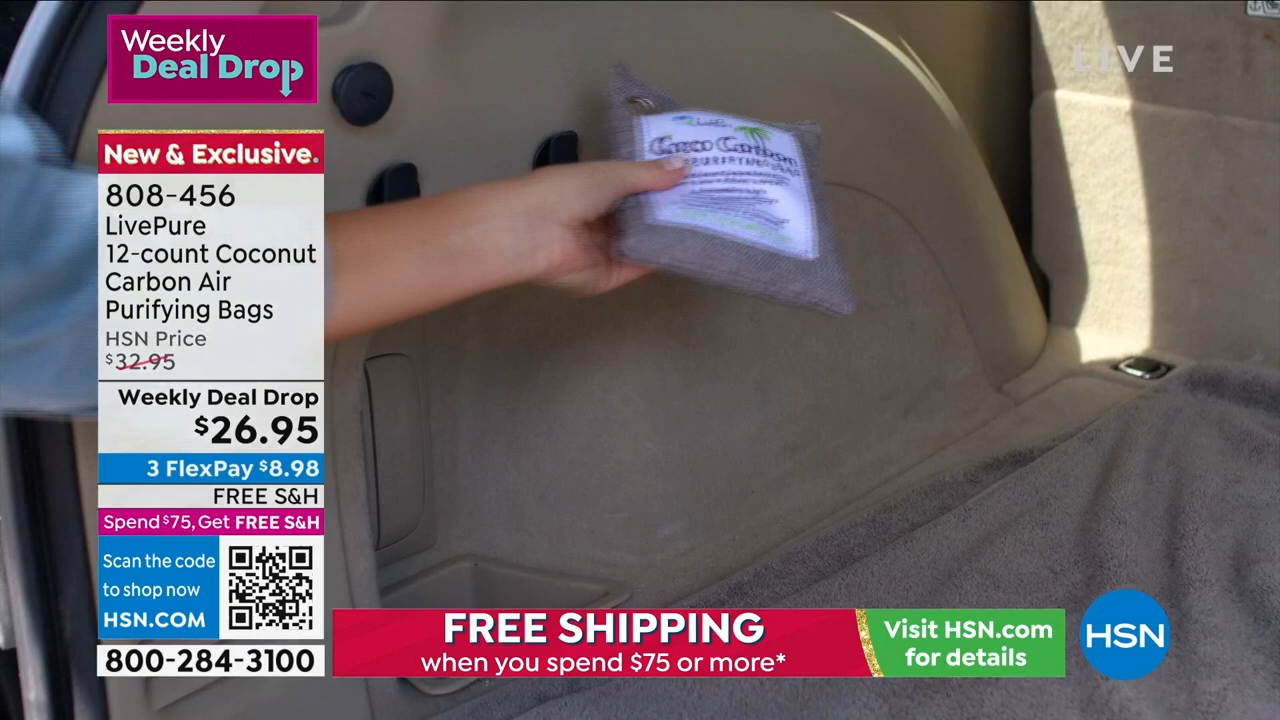 Weekly
Deal Drop
LIVE
New & Exclusive.
808-456
LivePure
12-count Coconut
Carbon Air
Purifying Bags
HSN Price
$32.95
Weekly Deal Drop
$26.95
3 FlexPay $8.98
FREE S&H
Spend $75, Get FREE S&H
Scan the code
to shop now
HSN.COM
800-284-3100
FREE SHIPPING
when you spend $75 or more*
Visit HSN.com
for details
HSN